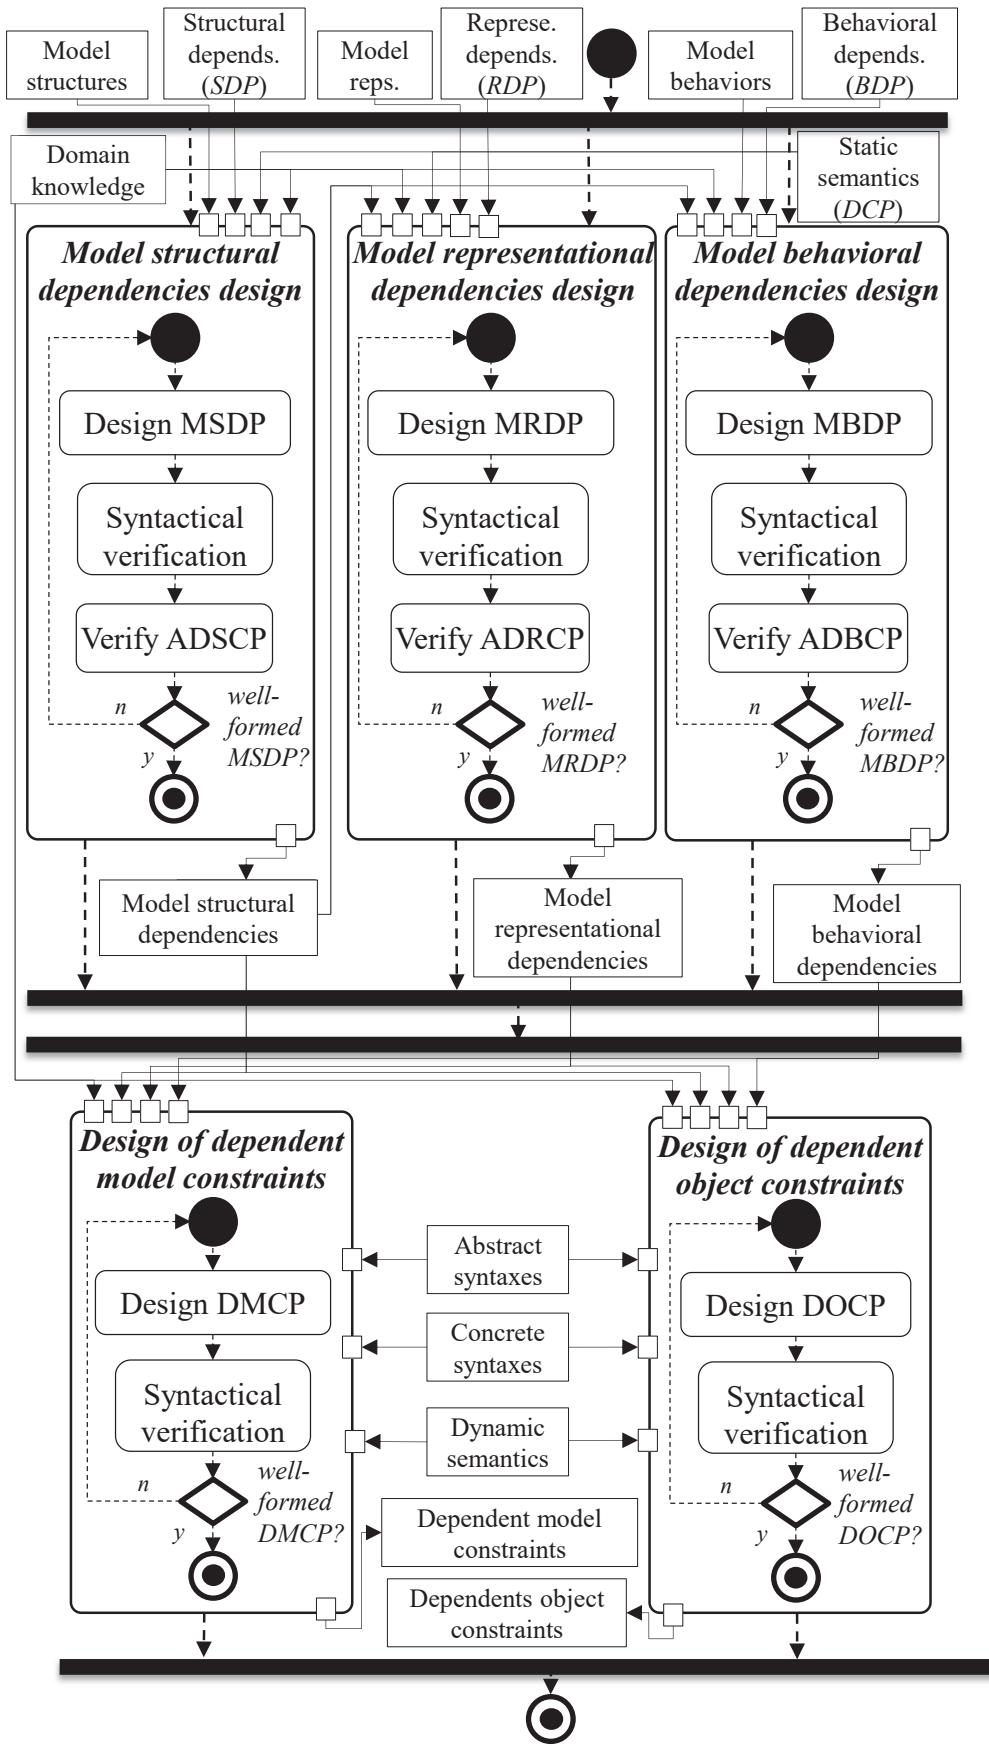 Model
structures
Structural
depends.
(SDP)
Model
reps.
Represe.
depends.
(RDP)
Model
behaviors
Behavioral
depends.
(BDP)
Domain
knowledge
Static
semantics
(DCP)
Model structural
dependencies design
Design MSDP
Syntactical
verification
Verify ADSCP
n
well-
formed
MSDP?
y
Model representational
dependencies design
Design MRDP
Syntactical
verification
Verify ADRCP
n
well-
formed
MRDP?
y
Model behavioral
dependencies design
Design MBDP
Syntactical
verification
Verify ADBCP
n
well-
formed
MBDP?
y
Model structural
dependencies
Model
representational
dependencies
Model
behavioral
dependencies
Design of dependent
model constraints
Design DMCP
Syntactical
verification
n
well-
formed
DMCP?
y
Abstract
syntaxes
Concrete
syntaxes
Dynamic
semantics
Dependent model
constraints
Dependents object
constraints
Design of dependent
object constraints
Design DOCP
Syntactical
verification
n
well-
formed
DOCP?
y